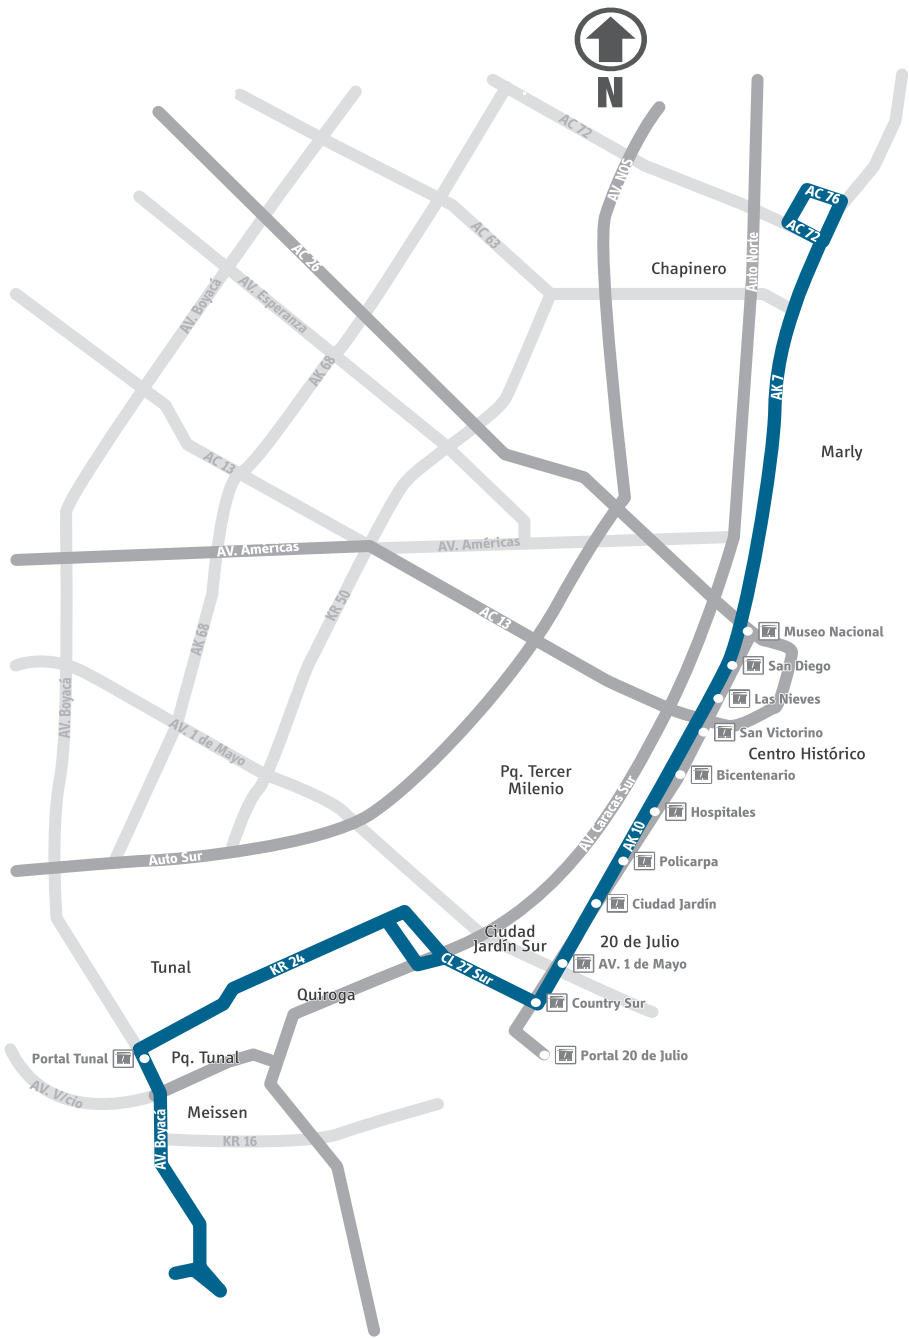 N
AC 72
AV. NQS
AC 76
AC 72
AC 63
Auto Norte
AC 26
Chapinero
AV. Boyacá
AV. Esperanza
AK 68
AK 7
Marly
AC 13
AV. Américas
AV. Américas
KR 50
AC 13
AK 68
Museo Nacional
San Diego
AV. Boyacá
Las Nieves
AV. 1 de Mayo
San Victorino
Centro Histórico
Pq. Tercer
Milenio
Bicentenario
AV. Caracas Sur
Hospitales
AK 10
Auto Sur
Policarpa
Ciudad Jardín
Ciudad
Jardín Sur
20 de Julio
Tunal
KR 24
CL 27 Sur
AV. 1 de Mayo
Quiroga
Country Sur
Portal Tunal
Pq. Tunal
Portal 20 de Julio
AV. V/cio
Meissen
AV. Boyacá
KR 16